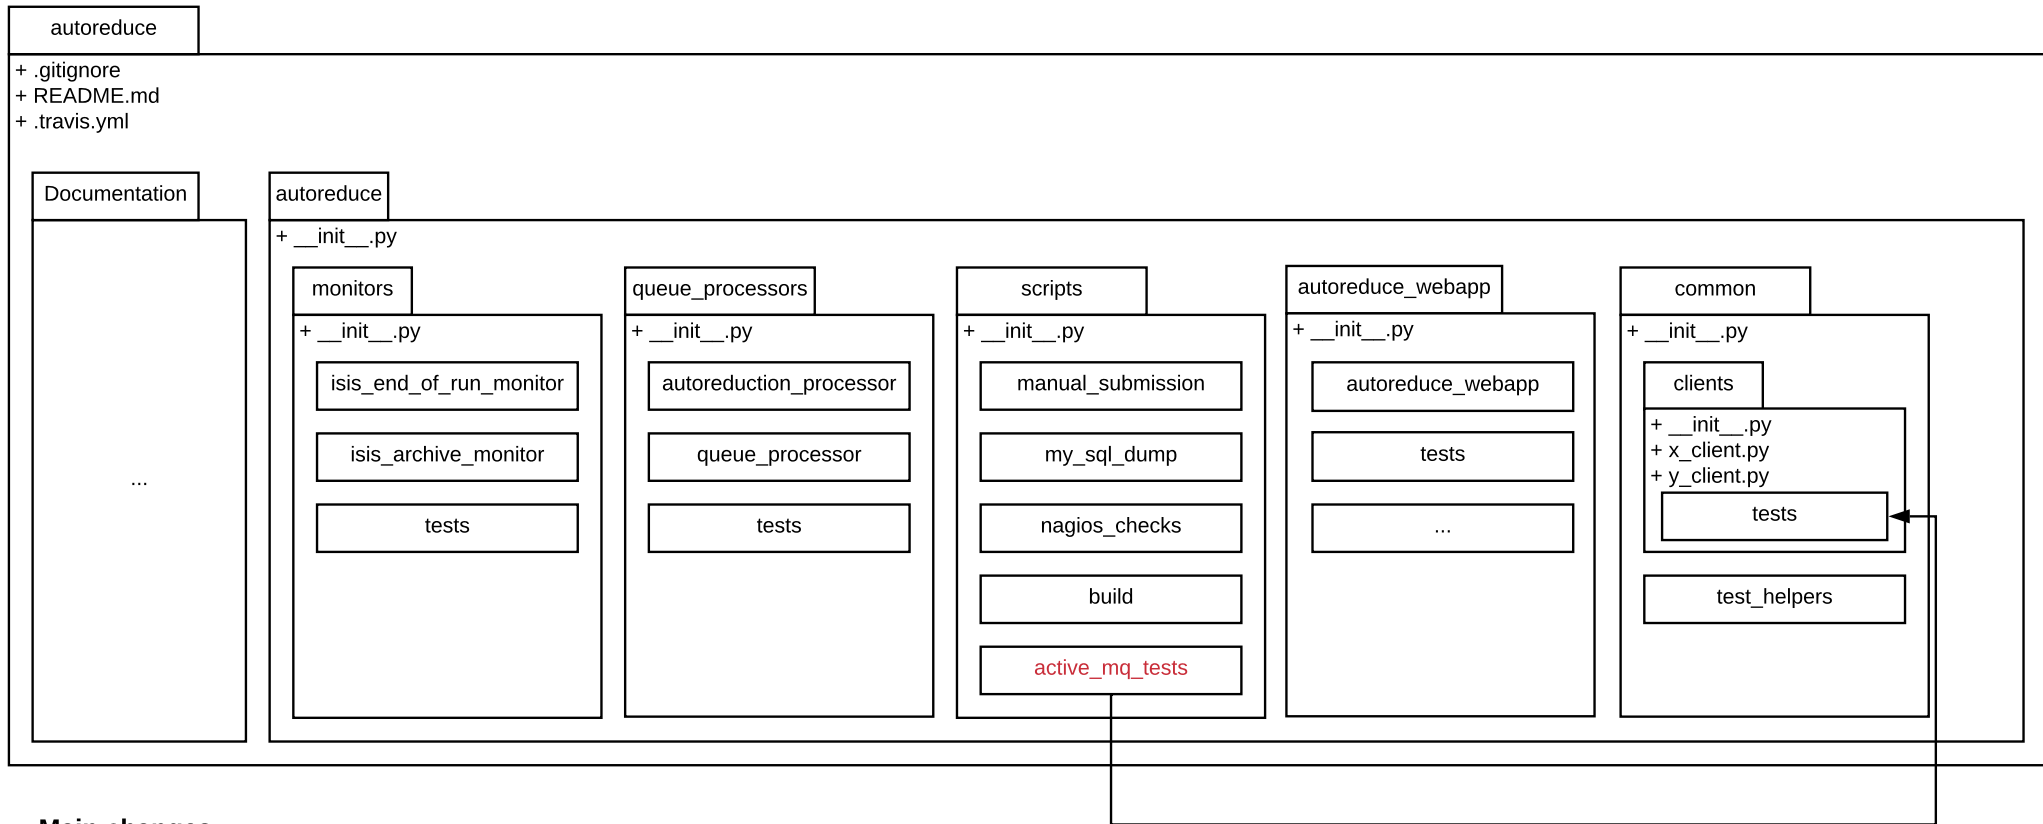 autoreduce
+ .gitignore
+ README.md
+ .travis.yml
Documentation
...
autoreduce
+ __init__.py
monitors
+ __init__.py
isis_end_of_run_monitor
isis_archive_monitor
tests
queue_processors
+ __init__.py
autoreduction_processor
queue_processor
tests
scripts
+ __init__.py
manual_submission
my_sql_dump
nagios_checks
build
active_mq_tests
autoreduce_webapp
+ __init__.py
autoreduce_webapp
tests
...
common
+ __init__.py
clients
+ __init__.py
+ x_client.py
+ y_client.py
tests
test_helpers
Main changes